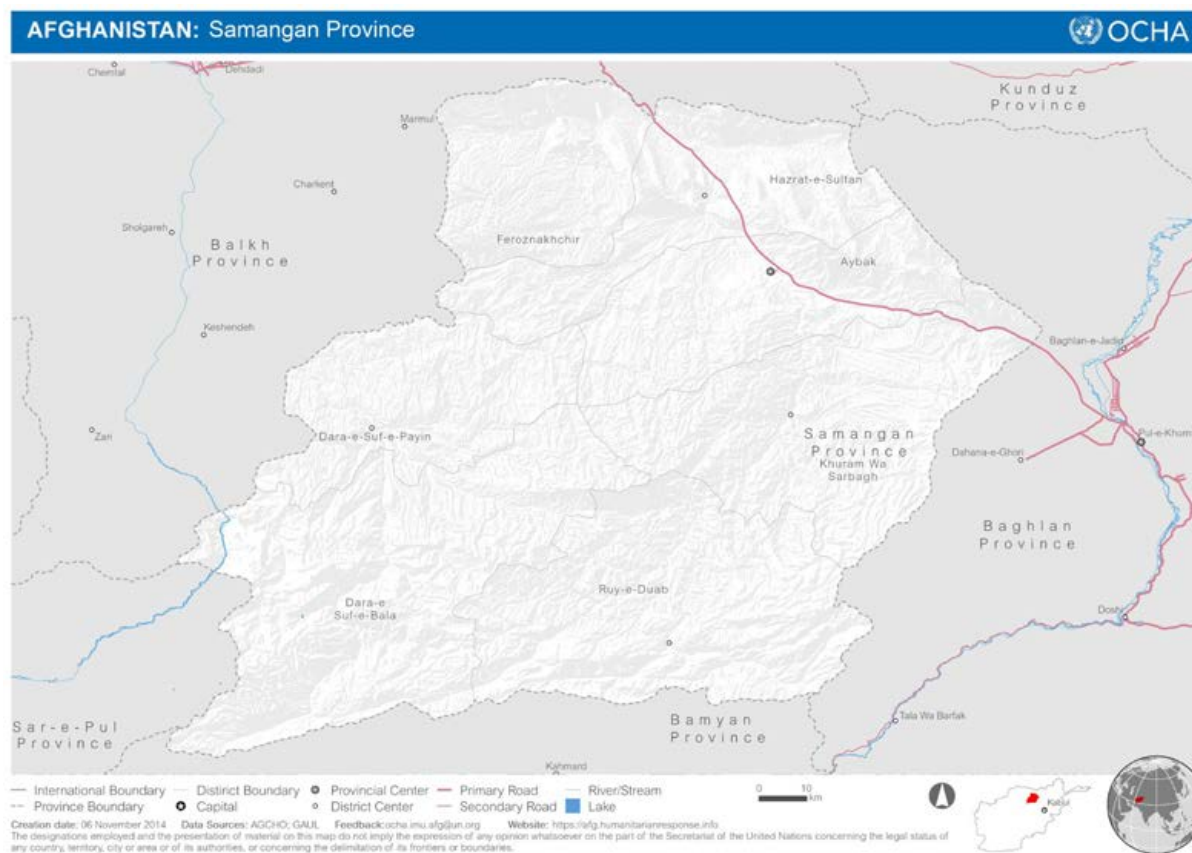 AFGHANISTAN: Samangan Province
OCHA
Chemtal
Dehdadi
Kunduz
Province
Marmul
Hazrat-e-Sultan
Charkent
Sholgareh
Feroznakhchir
Balkh
Province
Aybak
Keshendeh
Baghlan-e-Jadid
Zari
Dara-e-Suf-e-Payin
Samangan
Province
Khuram Wa
Sarbagh
Dahana-e-Ghori
Pul-e-Khum
Baghlan
Province
Dara-e
Suf-e-Bala
Ruy-e-Duab
Doshi
Sar-e-Pul
Province
Bamyan
Province
Tala Wa Barfak
Kahmard
International Boundary District Boundary Provincial Center Primary Road River/Stream
Province Boundary Capital District Center Secondary Road Lake
0 10
km
Kabul
Creation date: 06 November 2014 Data Sources: AGCHO; GAUL Feedback:ocha.imu.afg@un.org Website: https://afg.humanitarianresponse.info
The designations employed and the presentation of material on this map do not imply the expression of any opinion whatsoever on the part of the Secretariat of the United Nations concerning the legal status of
any country, territory, city or area or of its authorities, or concerning the delimitation of its frontiers or boundaries.